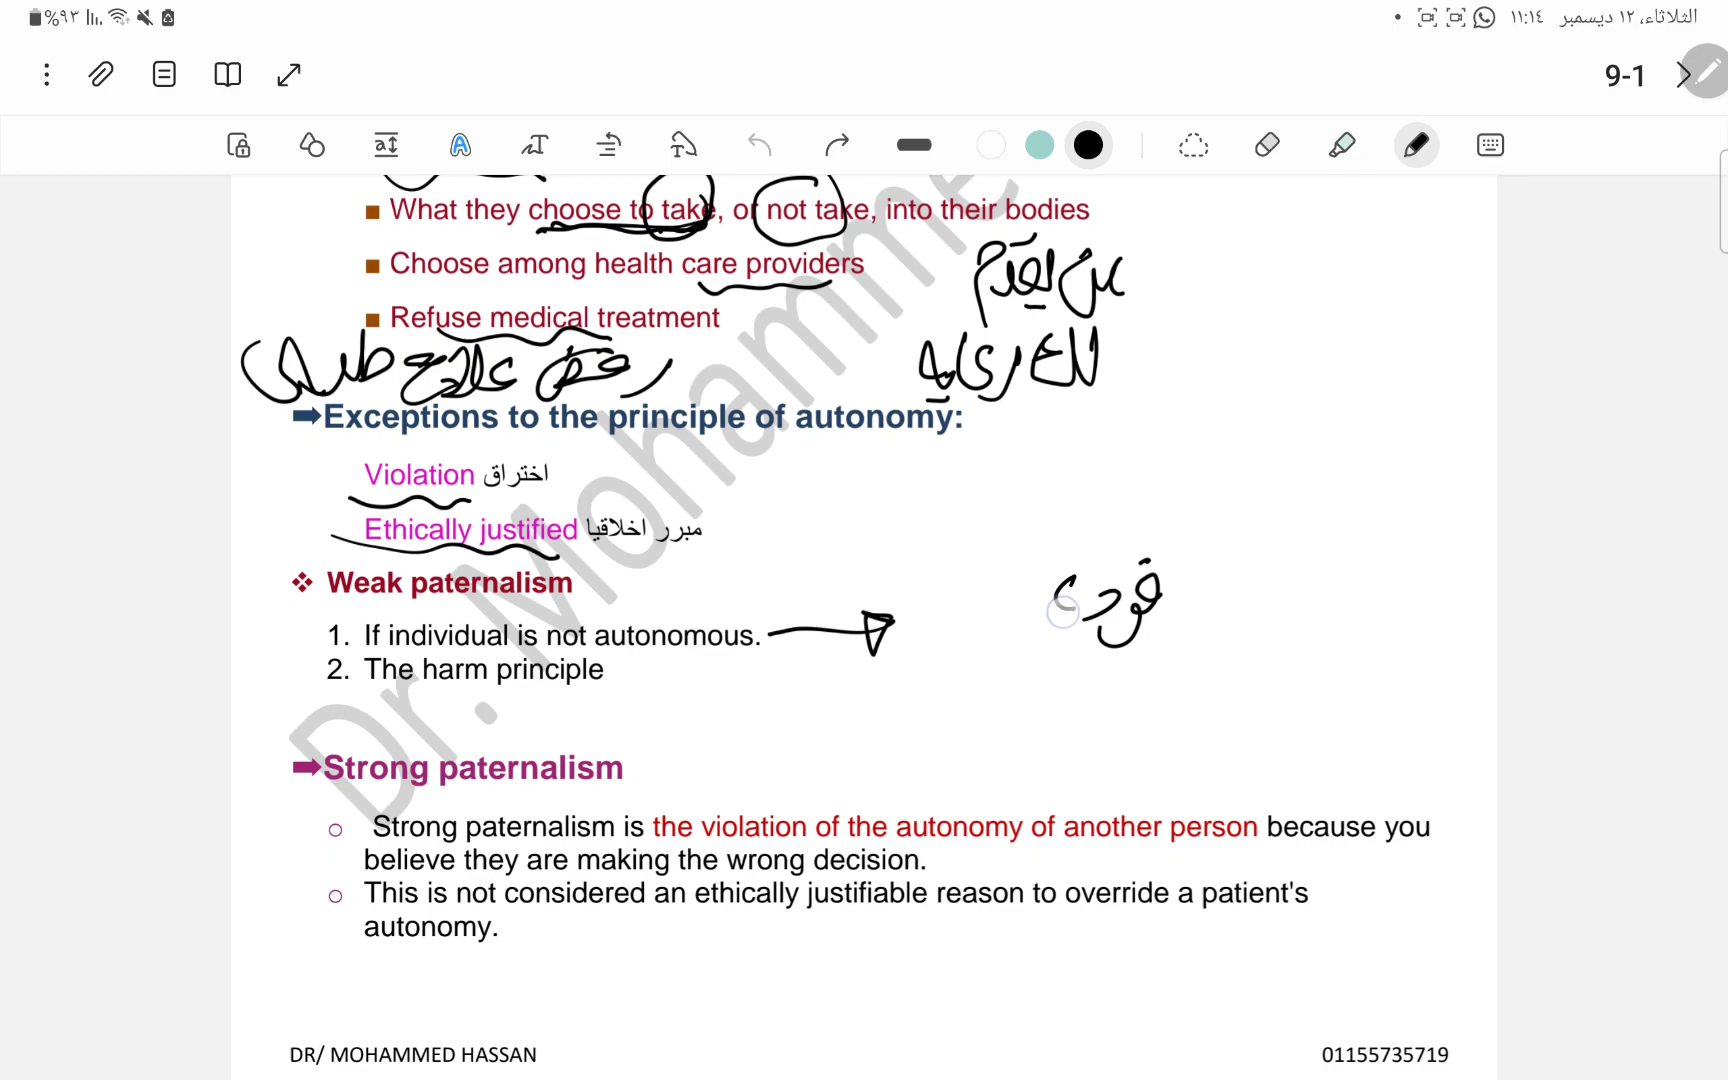 ٩٣%
الثلاثاء، ١٢ ديسمبر ١١:١٤
9-1
What they choose to take, or not take, into their bodies
Choose among health care providers
من يقدم
لك الرعاية
Refuse medical treatment
رفض علاج طبي
Exceptions to the principle of autonomy:
Violation اختراق
Ethically justified مبرر اخلاقيا
Weak paternalism
1. If individual is not autonomous.
2. The harm principle
Strong paternalism
Strong paternalism is the violation of the autonomy of another person because you
believe they are making the wrong decision.
This is not considered an ethically justifiable reason to override a patient's
autonomy.
Dr. Mohamme
DR/ MOHAMMED HASSAN
01155735719